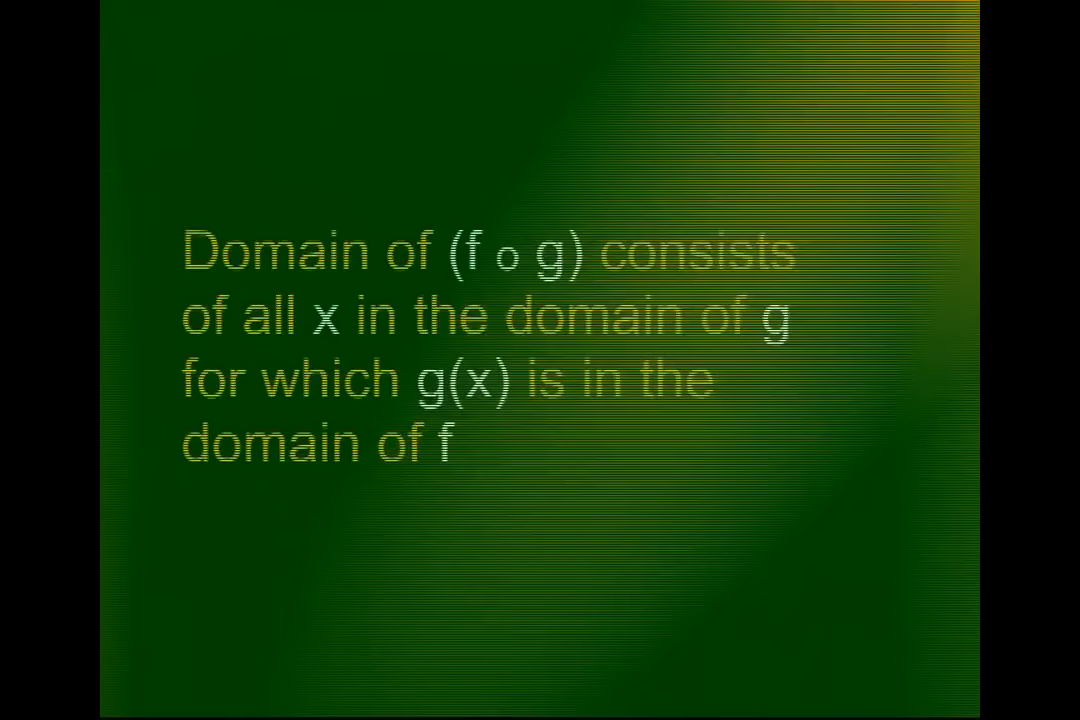 Domain of (f o g) consists
of all x in the domain of g
for which g(x) is in the
domain of f